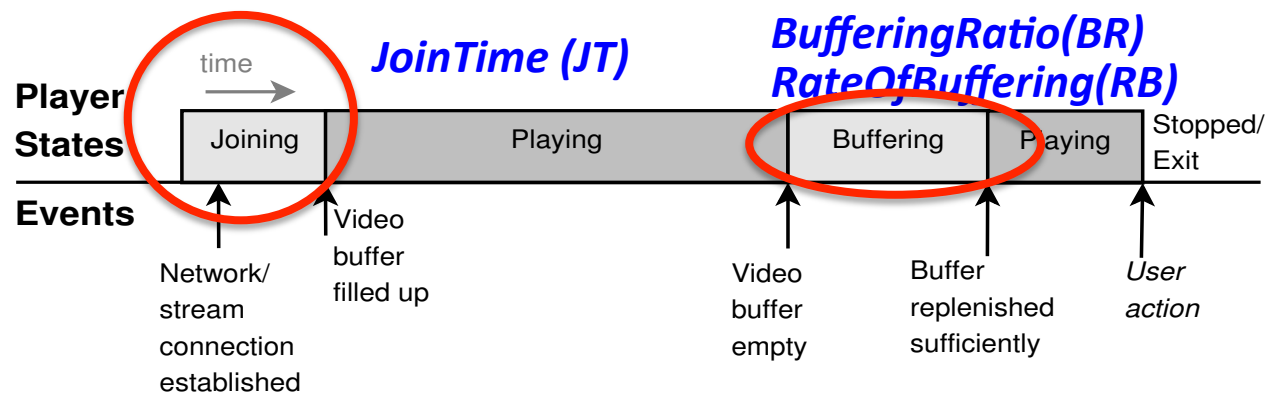 time
JoinTime (JT)
BufferingRatio(BR)
RateOfBuffering(RB)
Player
States
Joining
Playing
Buffering
Playing
Stopped/
Exit
Events
Network/
stream
connection
established
Video
buffer
filled up
Video
buffer
empty
Buffer
replenished
sufficiently
User
action